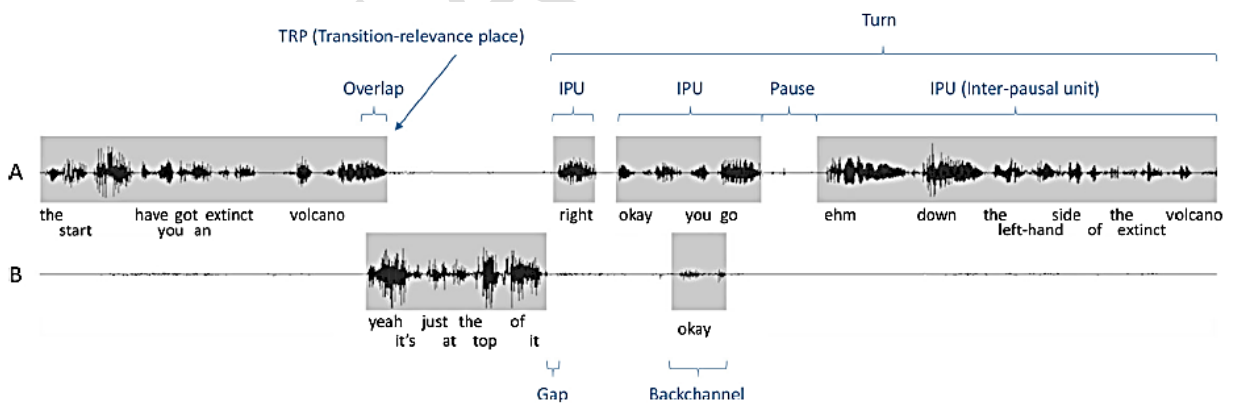 Turn
TRP (Transition-relevance place)
Overlap IPU IPU Pause IPU (Inter-pausal unit)
A
the have got extinct volcano right okay you go ehm down the side the volcano
start you an left-hand of extinct
B
yeah just the of okay
it's at top it
Gap Backchannel